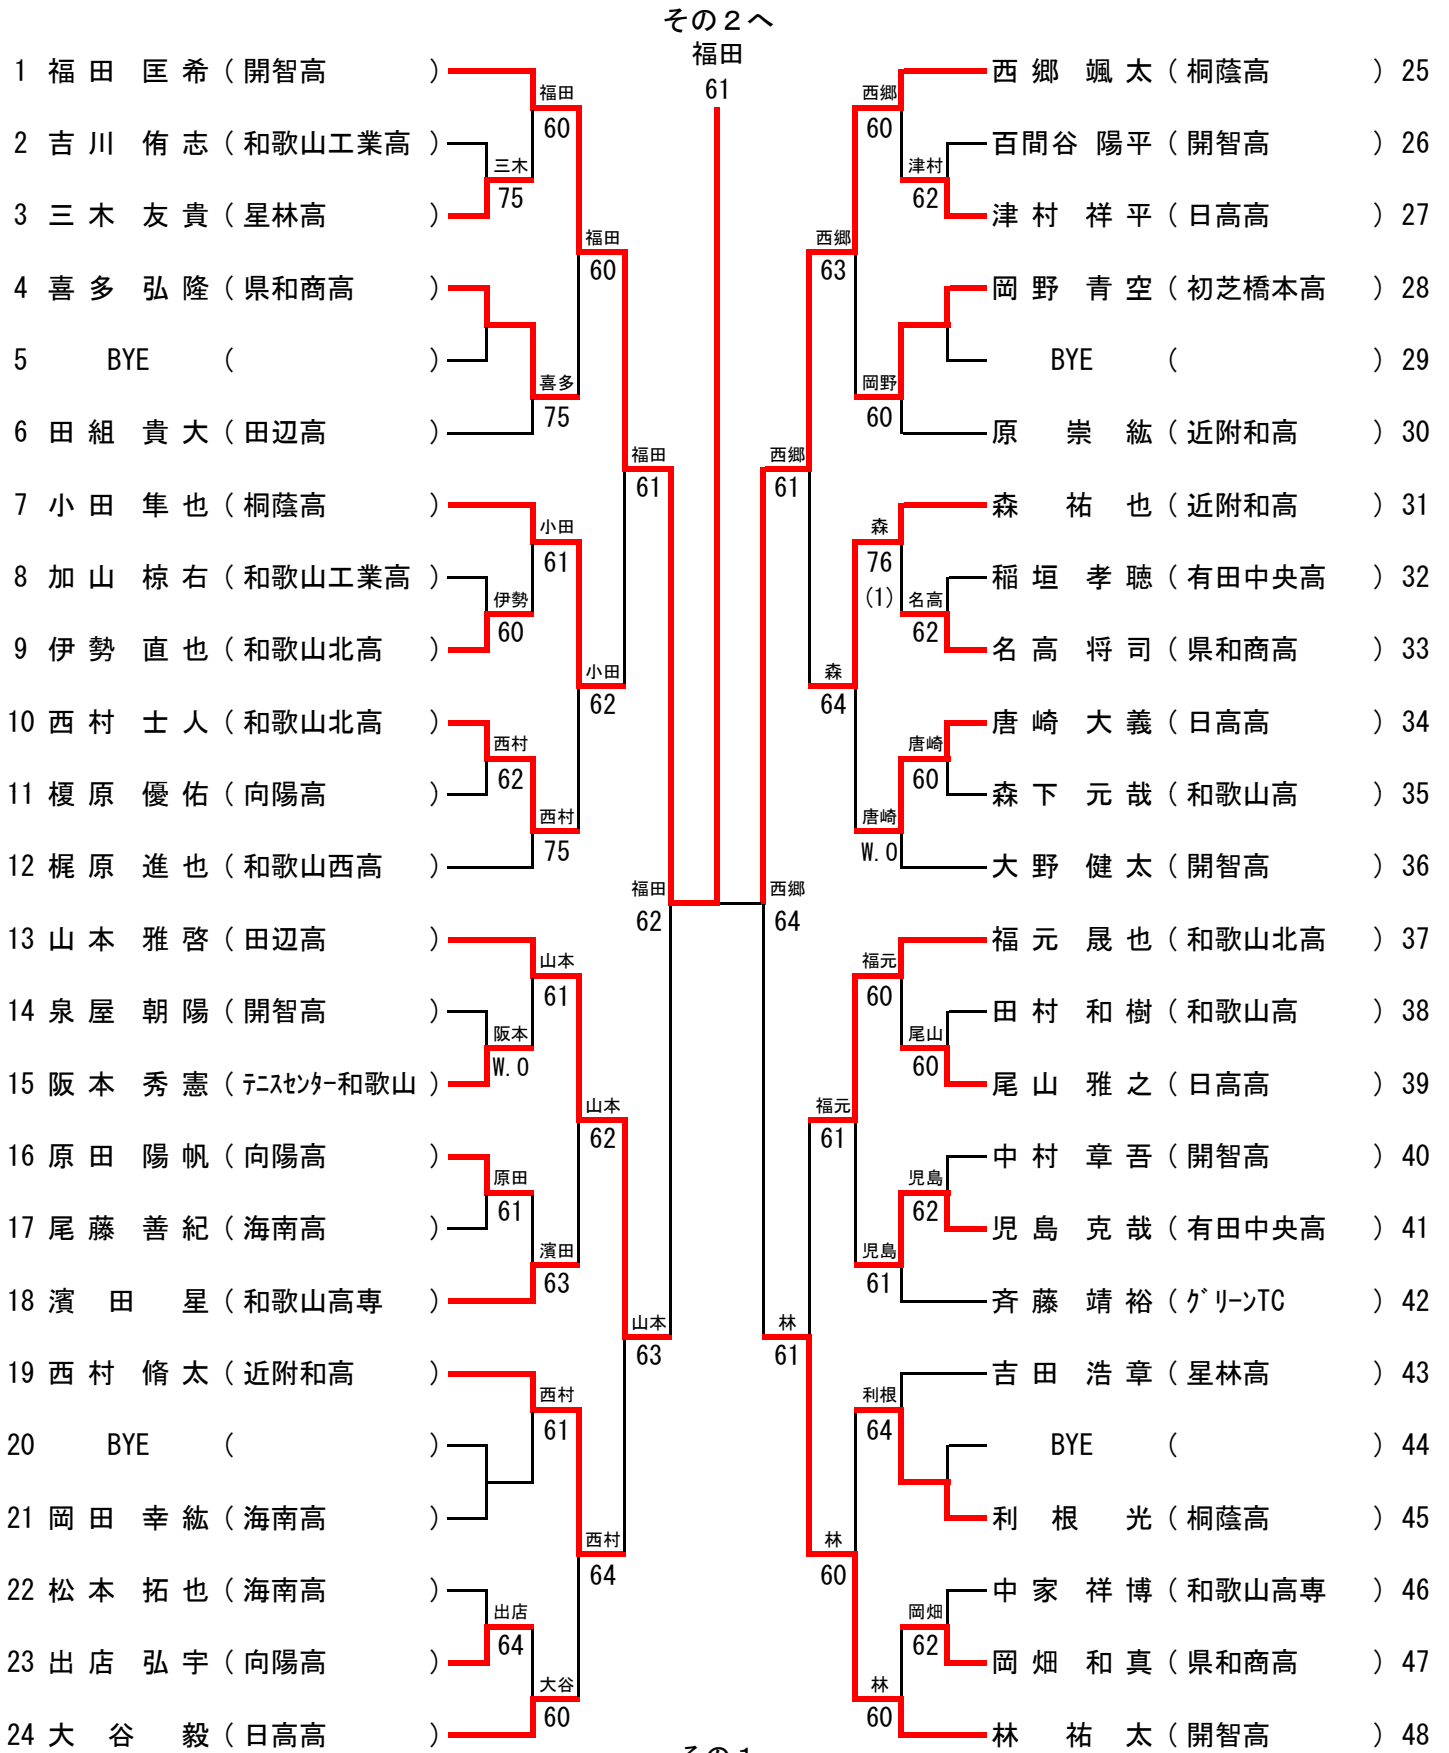 その２へ
福田
61
1 福田 匡希 ( 開智高 )
福田
60
2 吉川 侑志 ( 和歌山工業高 )
三木
75
3 三木 友貴 ( 星林高 )
福田
60
4 喜多 弘隆 ( 県和商高 )
5 BYE ( )
喜多
75
6 田組 貴大 ( 田辺高 )
福田
61
7 小田 隼也 ( 桐蔭高 )
小田
61
8 加山 椋右 ( 和歌山工業高 )
伊勢
60
9 伊勢 直也 ( 和歌山北高 )
小田
62
10 西村 士人 ( 和歌山北高 )
西村
62
11 榎原 優佑 ( 向陽高 )
西村
75
12 梶原 進也 ( 和歌山西高 )
福田
62
13 山本 雅啓 ( 田辺高 )
山本
61
14 泉屋 朝陽 ( 開智高 )
阪本
W.O
15 阪本 秀憲 ( テニスセンター和歌山 )
山本
62
16 原田 陽帆 ( 向陽高 )
原田
61
17 尾藤 善紀 ( 海南高 )
濱田
63
18 濱田 星 ( 和歌山高専 )
山本
63
19 西村 脩太 ( 近附和高 )
西村
61
20 BYE ( )
21 岡田 幸紘 ( 海南高 )
西村
64
22 松本 拓也 ( 海南高 )
出店
64
23 出店 弘宇 ( 向陽高 )
大谷
60
24 大谷 毅 ( 日高高 )
西郷 颯太 ( 桐蔭高 ) 25
西郷
60
百間谷 陽平 ( 開智高 ) 26
津村
62
津村 祥平 ( 日高高 ) 27
西郷
63
岡野 青空 ( 初芝橋本高 ) 28
BYE ( ) 29
岡野
60
原 崇紘 ( 近附和高 ) 30
西郷
61
森 祐也 ( 近附和高 ) 31
森
76
(1)
稲垣 孝聴 ( 有田中央高 ) 32
名高
62
名高 将司 ( 県和商高 ) 33
森
64
唐崎 大義 ( 日高高 ) 34
唐崎
60
森下 元哉 ( 和歌山高 ) 35
唐崎
W.O
大野 健太 ( 開智高 ) 36
西郷
64
福元 晟也 ( 和歌山北高 ) 37
福元
60
田村 和樹 ( 和歌山高 ) 38
尾山
60
尾山 雅之 ( 日高高 ) 39
福元
61
中村 章吾 ( 開智高 ) 40
児島
62
児島 克哉 ( 有田中央高 ) 41
児島
61
斉藤 靖裕 ( グリーンTC ) 42
林
61
吉田 浩章 ( 星林高 ) 43
利根
64
BYE ( ) 44
利根 光 ( 桐蔭高 ) 45
林
60
中家 祥博 ( 和歌山高専 ) 46
岡畑
62
岡畑 和真 ( 県和商高 ) 47
林
60
林 祐太 ( 開智高 ) 48